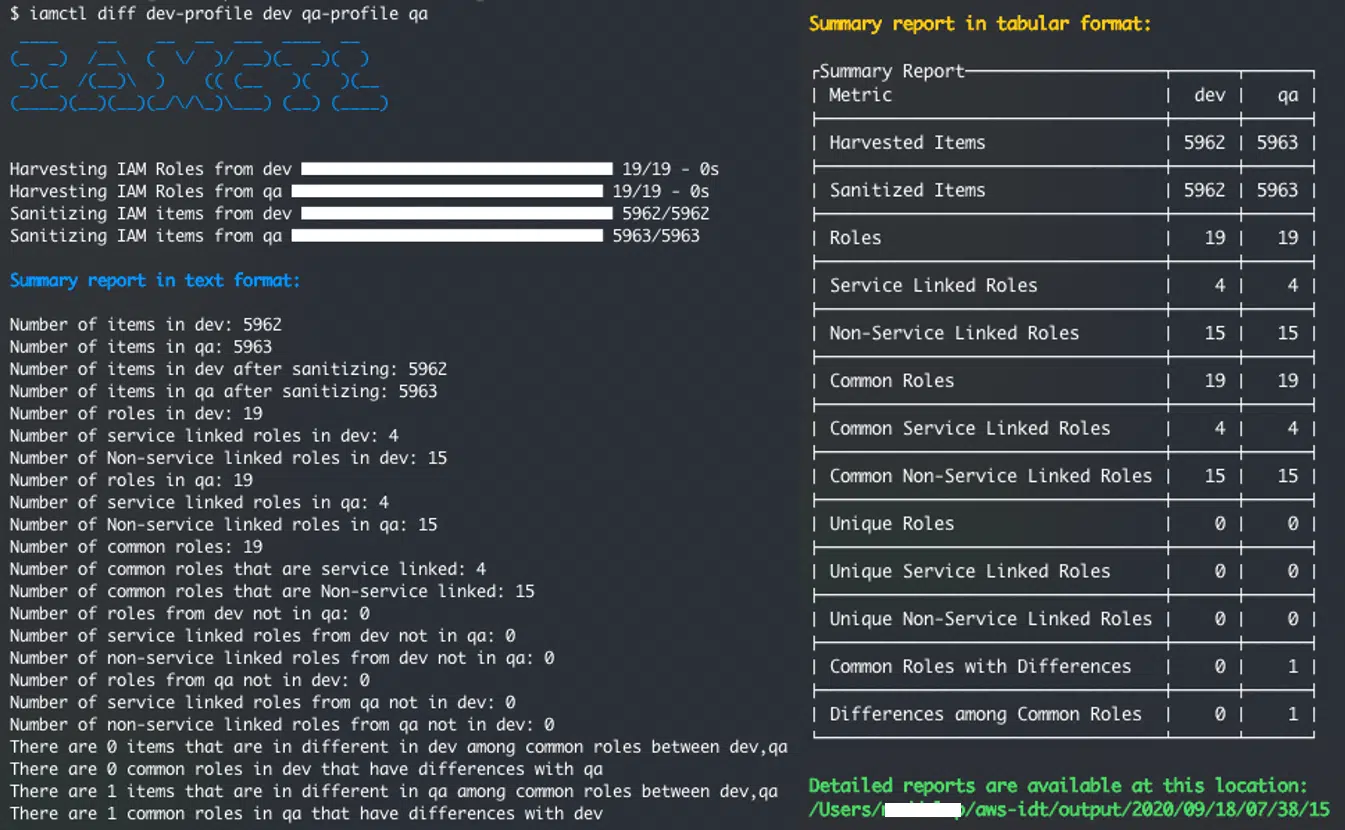 $ iamctl diff dev-profile dev qa-profile qa
IAMCTL
Harvesting IAM Roles from dev 19/19 - 0s
Harvesting IAM Roles from qa 19/19 - 0s
Sanitizing IAM items from dev 5962/5962
Sanitizing IAM items from qa 5963/5963
Summary report in text format:
Number of items in dev: 5962
Number of items in qa: 5963
Number of items in dev after sanitizing: 5962
Number of items in qa after sanitizing: 5963
Number of roles in dev: 19
Number of service linked roles in dev: 4
Number of Non-service linked roles in dev: 15
Number of roles in qa: 19
Number of service linked roles in qa: 4
Number of Non-service linked roles in qa: 15
Number of common roles: 19
Number of common roles that are service linked: 4
Number of common roles that are Non-service linked: 15
Number of roles from dev not in qa: 0
Number of service linked roles from dev not in qa: 0
Number of non-service linked roles from dev not in qa: 0
Number of roles from qa not in dev: 0
Number of service linked roles from qa not in dev: 0
Number of non-service linked roles from qa not in dev: 0
There are 0 items that are in different in dev among common roles between dev,qa
There are 0 common roles in dev that have differences with qa
There are 1 items that are in different in qa among common roles between dev,qa
There are 1 common roles in qa that have differences with dev
Summary report in tabular format:
Summary Report
Metric | dev | qa
Harvested Items | 5962 | 5963
Sanitized Items | 5962 | 5963
Roles | 19 | 19
Service Linked Roles | 4 | 4
Non-Service Linked Roles | 15 | 15
Common Roles | 19 | 19
Common Service Linked Roles | 4 | 4
Common Non-Service Linked Roles | 15 | 15
Unique Roles | 0 | 0
Unique Service Linked Roles | 0 | 0
Unique Non-Service Linked Roles | 0 | 0
Common Roles with Differences | 0 | 1
Differences among Common Roles | 0 | 1
Detailed reports are available at this location:
/Users/ /aws-idt/output/2020/09/18/07/38/15